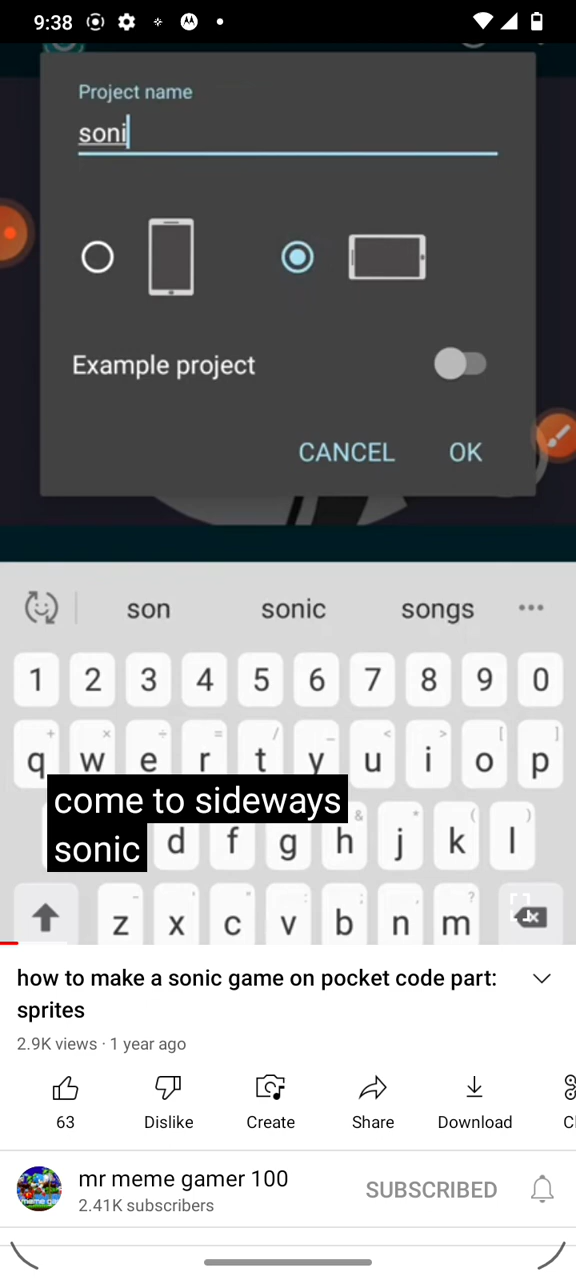 9:38
Project name
soni
Example project
CANCEL OK
son sonic songs
1 2 3 4 5 6 7 8 9 0
+ × ÷ = / _ < > [ ]
q w e r t y u i o p
come to sideways
& * ( )
sonic d f g h j k l
- ' " : ; , ?
z x c v b n m
how to make a sonic game on pocket code part:
sprites
2.9K views · 1 year ago
63 Dislike Create Share Download
mr meme gamer 100
SUBSCRIBED
2.41K subscribers